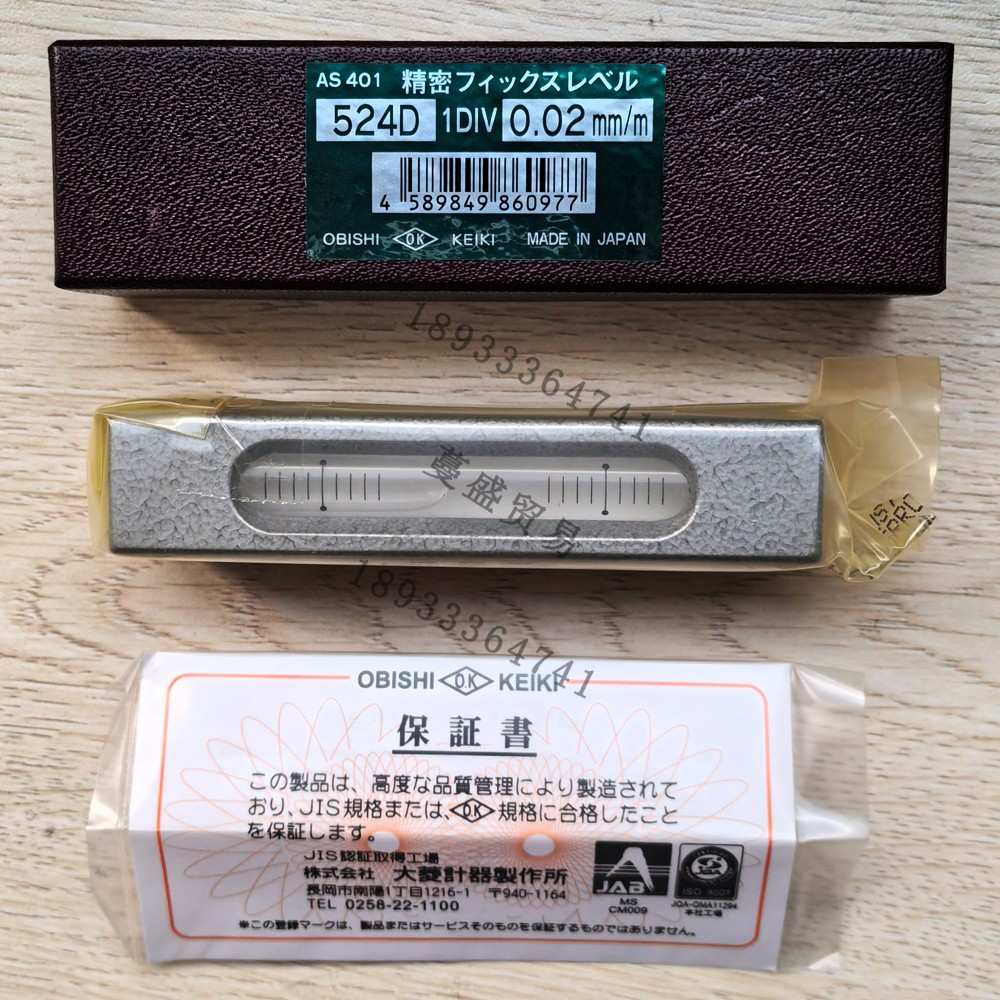 AS 401 精密フィックスレベル
524D 1DIV 0.02 mm/m
4 589849 860977
OBISHI OK KEIKI MADE IN JAPAN
18933364741
蔓盛贸易
18933364741
OBISHI OK KEIKI
保証書
この製品は、高度な品質管理により製造されて
おり、JIS規格または、OK規格に合格したこと
を保証します。
JIS認証取得工場
株式会社 大菱計器製作所
長岡市南陽1丁目1216-1 〒940-1164
TEL 0258-22-1100
JAB
MS
CM009
ISO 9001
JQA-QMA11294
本社工場
※この登録マークは、製品またはサービスそのものを保証するものではありません。